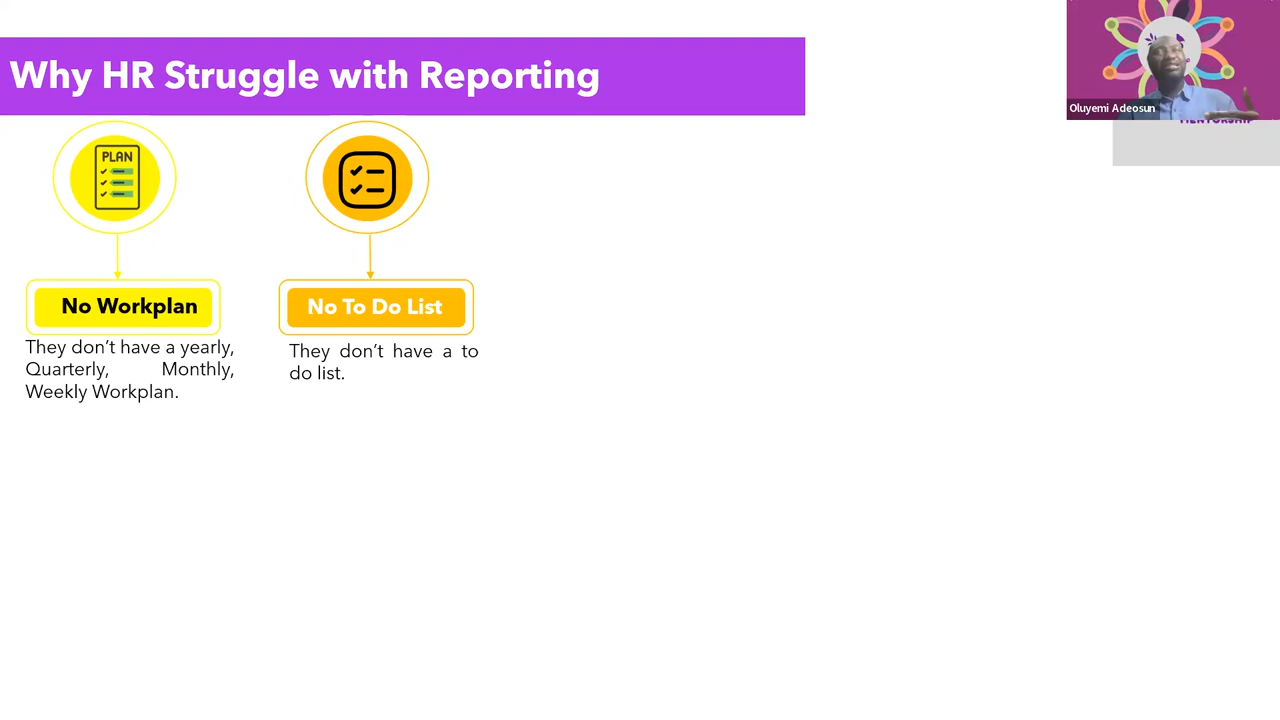 Why HR Struggle with Reporting
Oluyemi Adeosun
MENTORSHIP
PLAN
No Workplan
No To Do List
They don’t have a yearly,
Quarterly, Monthly,
Weekly Workplan.
They don’t have a to
do list.